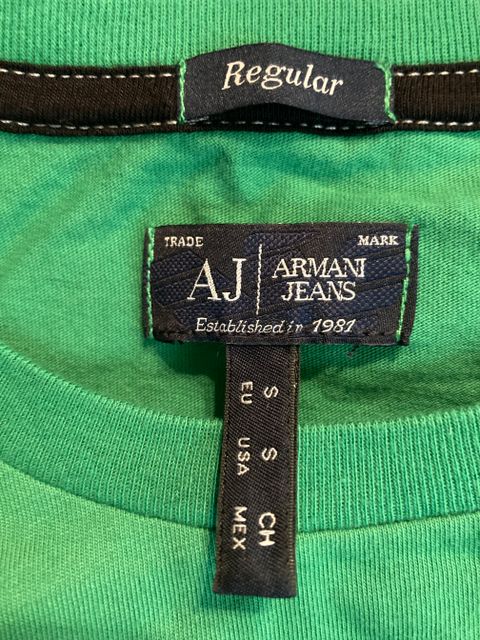 Regular
TRADE MARK
AJ ARMANI JEANS
Established in 1981
S S CH
EU USA MEX